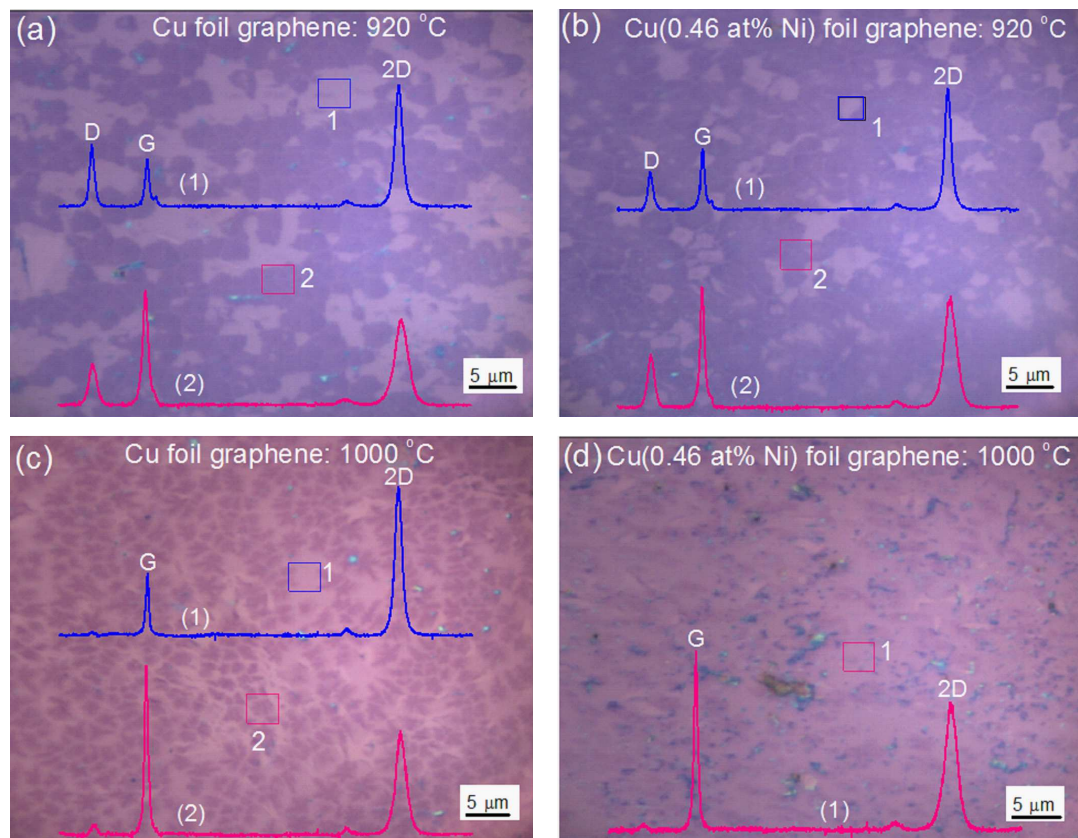 (a) Cu foil graphene: 920 °C
2D
1
D
G
(1)
2
(2)
5 μm
(b) Cu(0.46 at% Ni) foil graphene: 920 °C
2D
1
D
G
(1)
2
(2)
5 μm
(c) Cu foil graphene: 1000 °C
2D
G
1
(1)
2
(2)
5 μm
(d) Cu(0.46 at% Ni) foil graphene: 1000 °C
1
G
2D
(1)
5 μm